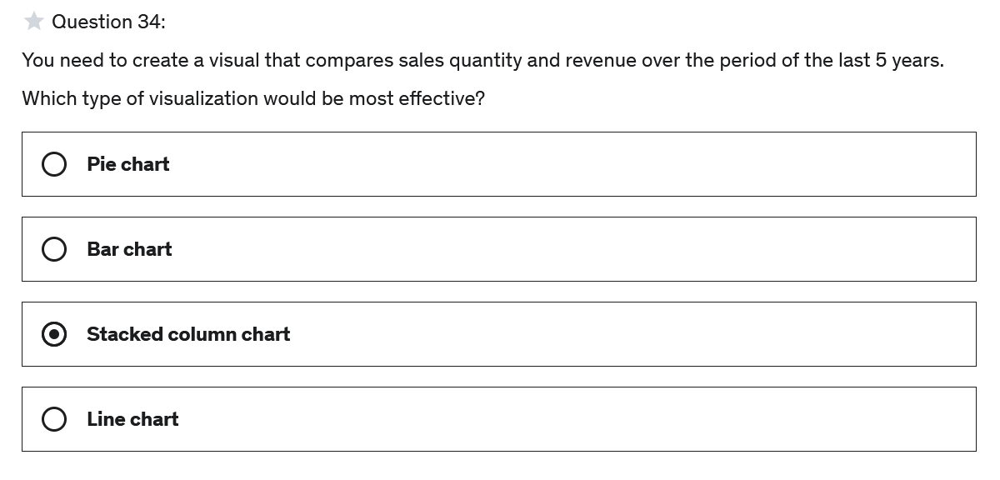 Question 34:
You need to create a visual that compares sales quantity and revenue over the period of the last 5 years.
Which type of visualization would be most effective?
Pie chart
Bar chart
Stacked column chart
Line chart